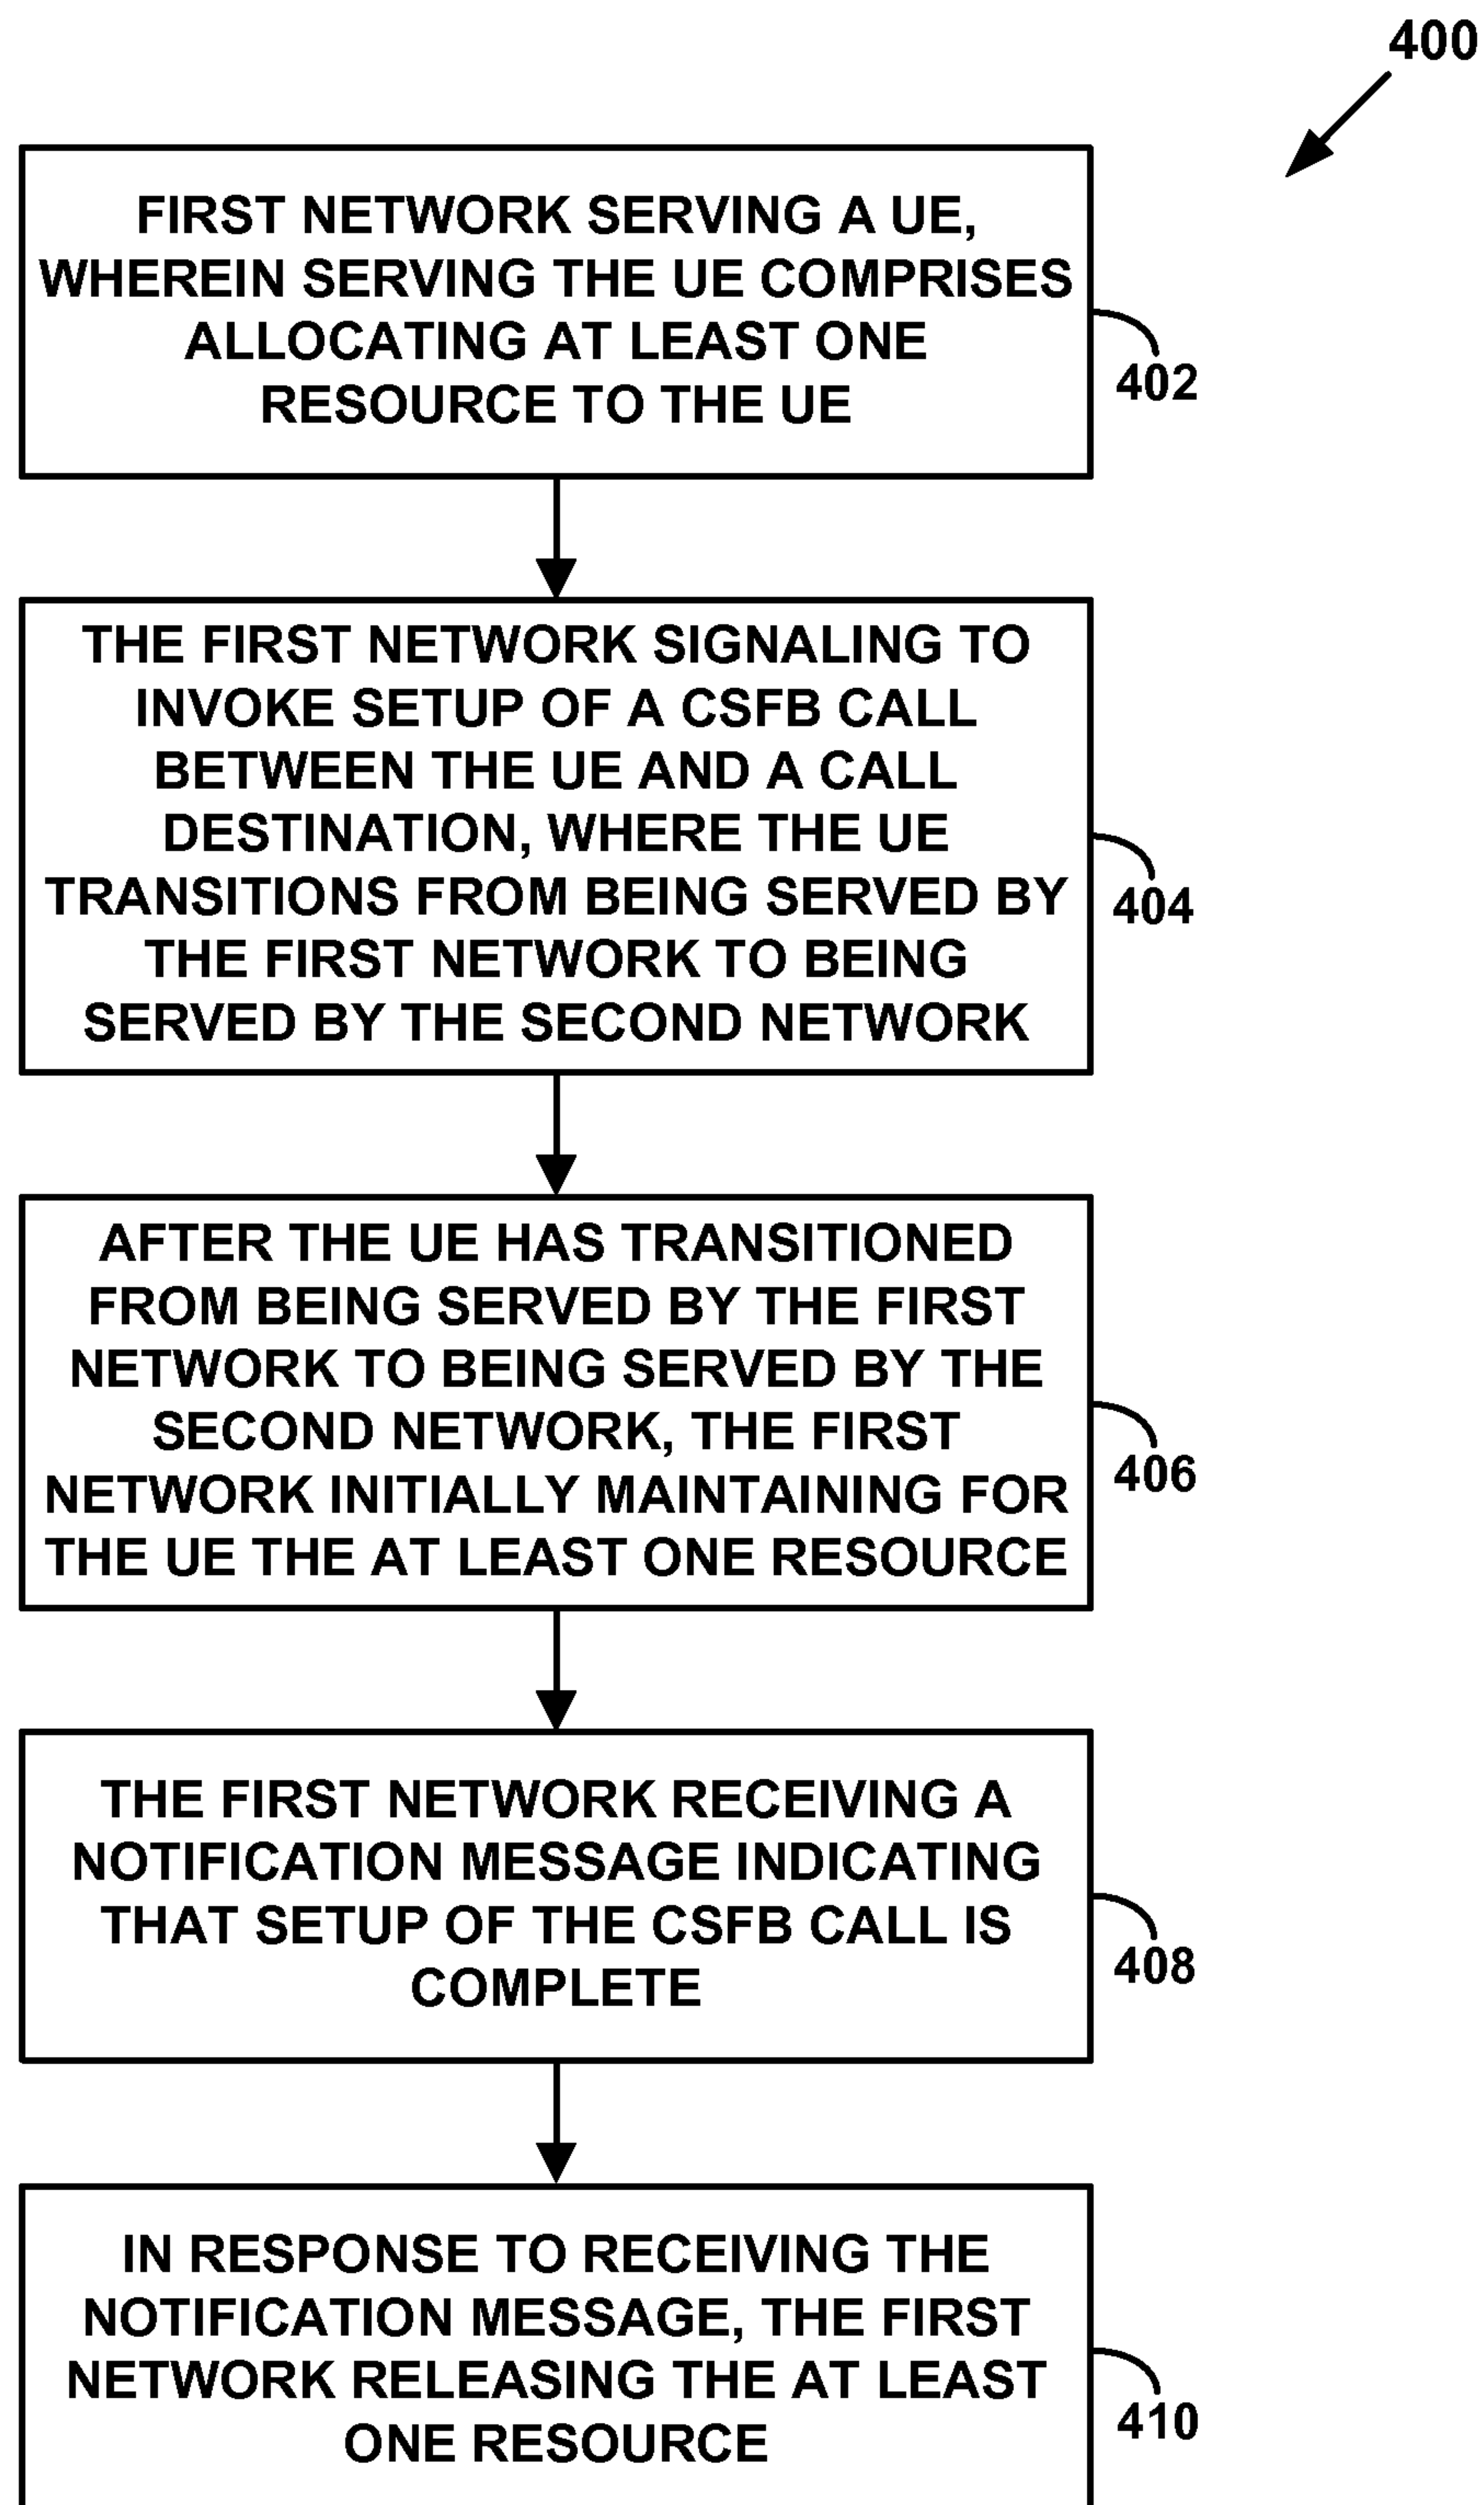 400
FIRST NETWORK SERVING A UE,
WHEREIN SERVING THE UE COMPRISES
ALLOCATING AT LEAST ONE
RESOURCE TO THE UE
402
THE FIRST NETWORK SIGNALING TO
INVOKE SETUP OF A CSFB CALL
BETWEEN THE UE AND A CALL
DESTINATION, WHERE THE UE
TRANSITIONS FROM BEING SERVED BY
THE FIRST NETWORK TO BEING
SERVED BY THE SECOND NETWORK
404
AFTER THE UE HAS TRANSITIONED
FROM BEING SERVED BY THE FIRST
NETWORK TO BEING SERVED BY THE
SECOND NETWORK, THE FIRST
NETWORK INITIALLY MAINTAINING FOR
THE UE THE AT LEAST ONE RESOURCE
406
THE FIRST NETWORK RECEIVING A
NOTIFICATION MESSAGE INDICATING
THAT SETUP OF THE CSFB CALL IS
COMPLETE
408
IN RESPONSE TO RECEIVING THE
NOTIFICATION MESSAGE, THE FIRST
NETWORK RELEASING THE AT LEAST
ONE RESOURCE
410